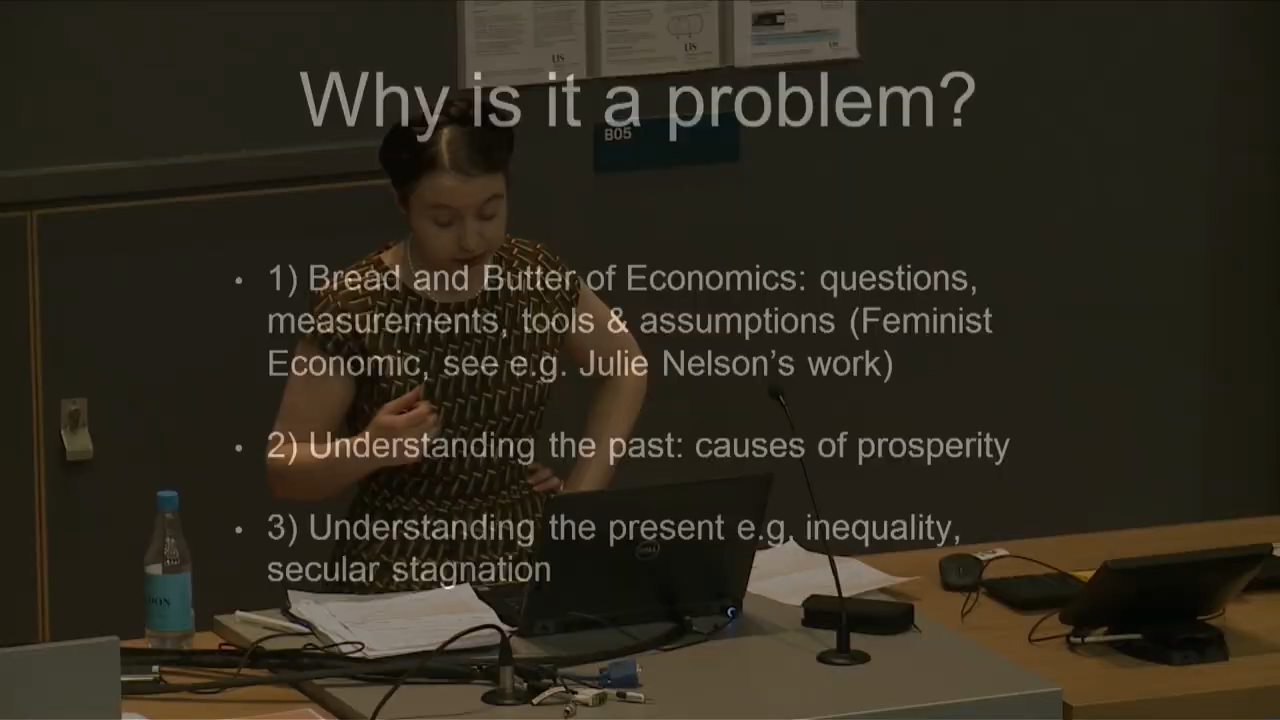 Why is it a problem?
B05
• 1) Bread and Butter of Economics: questions,
measurements, tools & assumptions (Feminist
Economic, see e.g. Julie Nelson's work)
• 2) Understanding the past: causes of prosperity
• 3) Understanding the present e.g. inequality,
secular stagnation
DELL